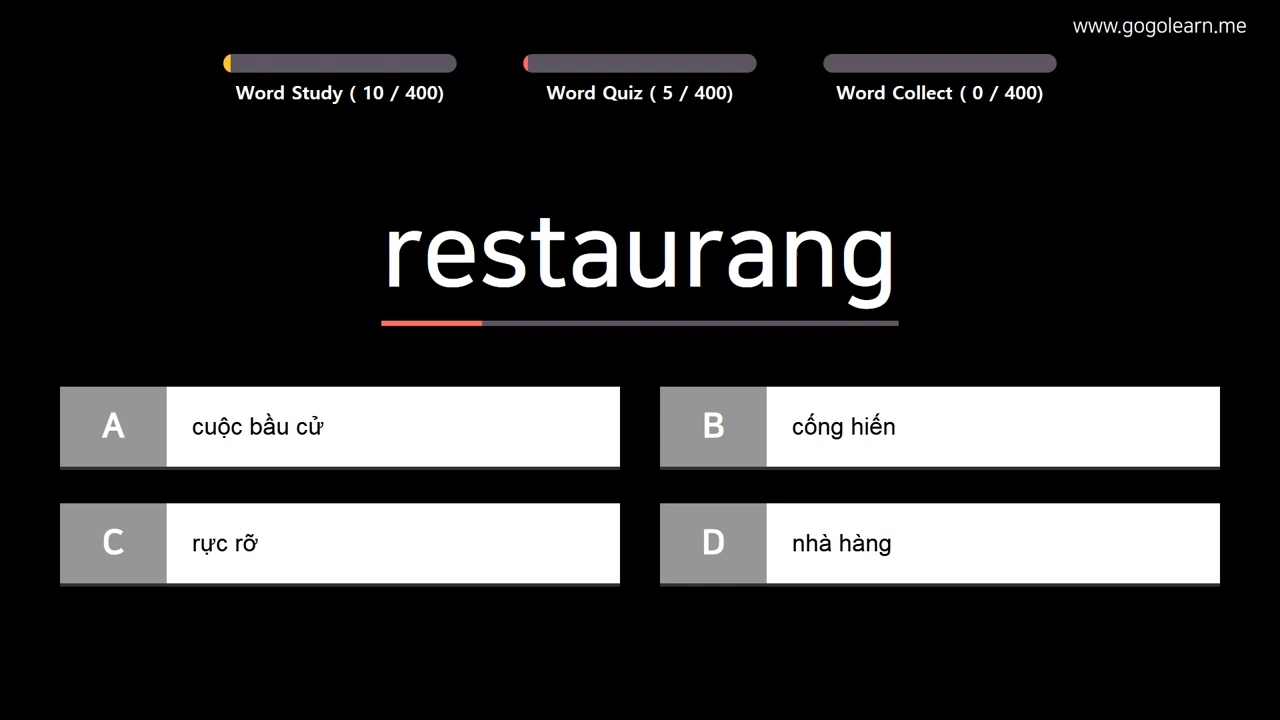 www.gogolearn.me
Word Study ( 10 / 400)
Word Quiz ( 5 / 400)
Word Collect ( 0 / 400)
restaurang
A
cuộc bầu cử
B
cống hiến
C
rực rỡ
D
nhà hàng